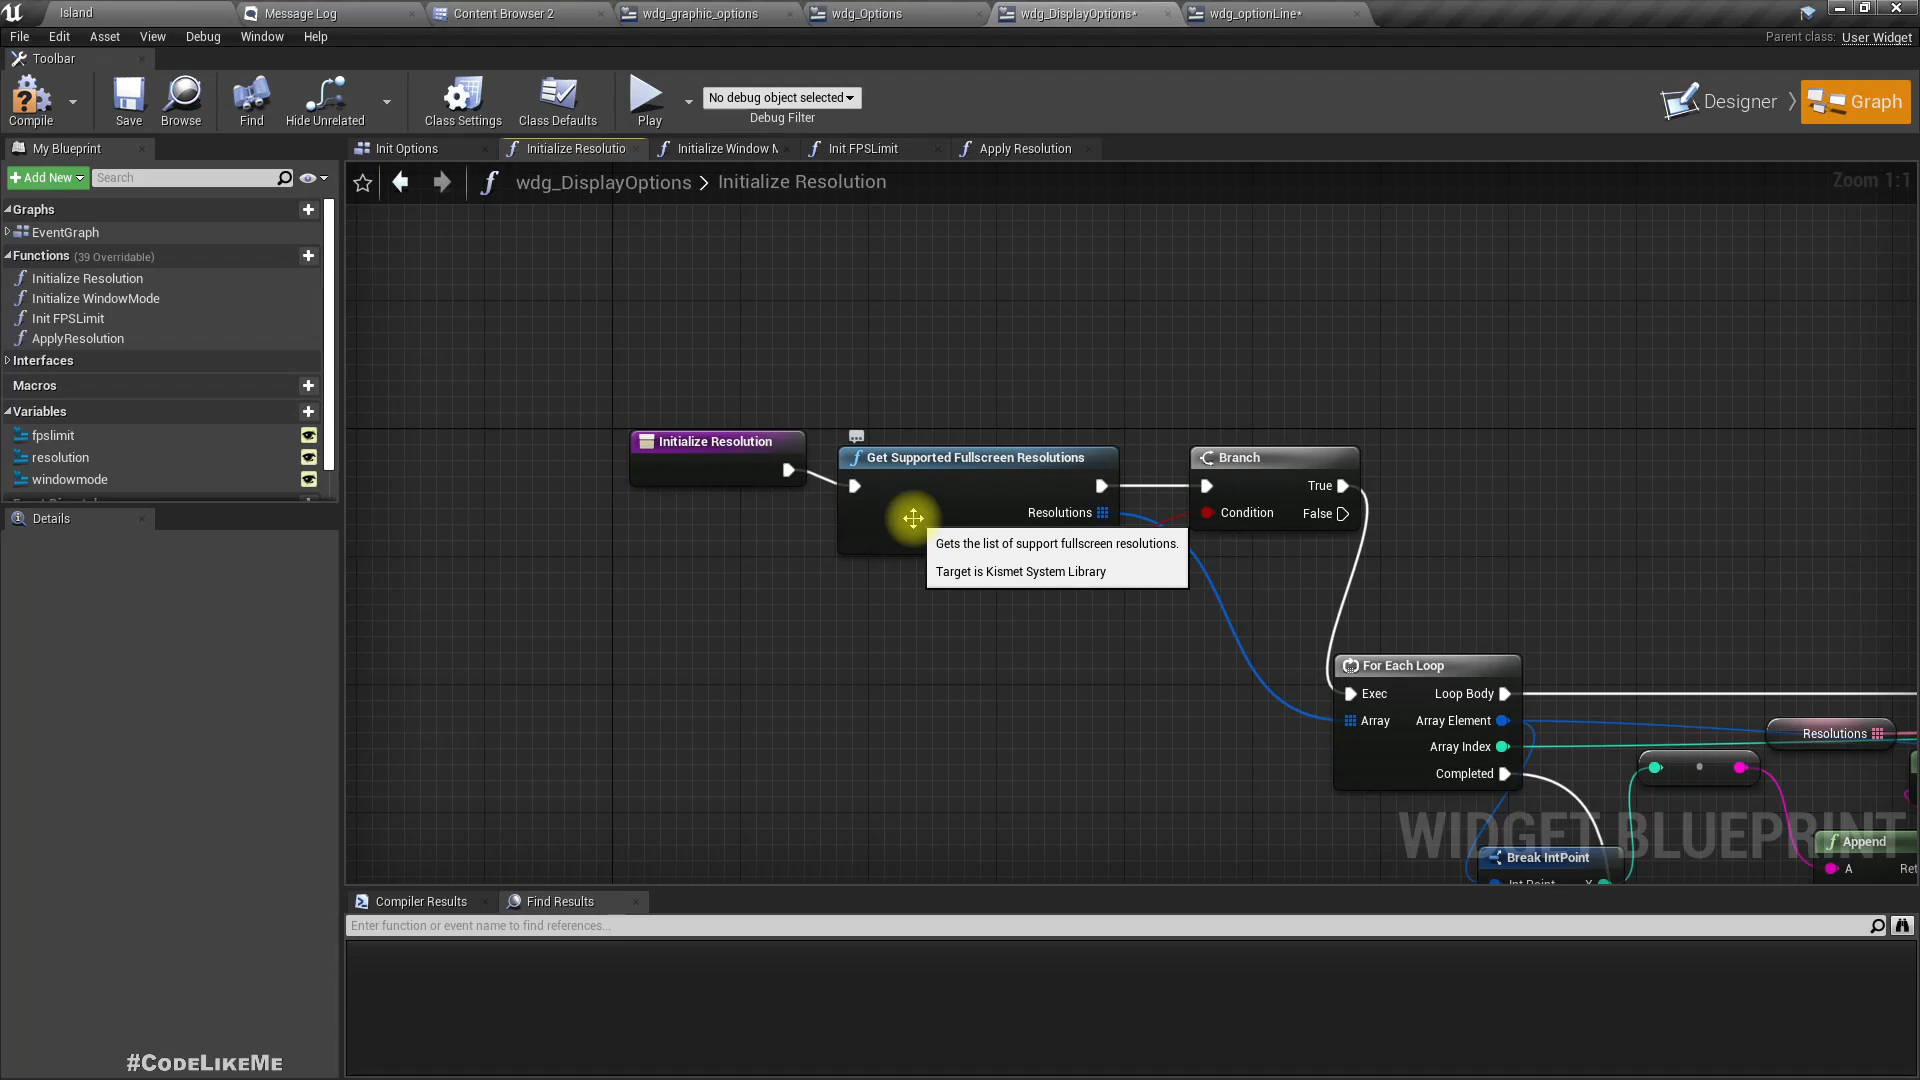 Island
Message Log
Content Browser 2
wdg_graphic_options
wdg_Options
wdg_DisplayOptions*
wdg_optionLine*
File Edit Asset View Debug Window Help
Parent class: User Widget
Toolbar
Compile
Save
Browse
Find
Hide Unrelated
Class Settings
Class Defaults
Play
No debug object selected
Debug Filter
Designer
Graph
My Blueprint
Init Options
Initialize Resolutio
Initialize Window M
Init FPSLimit
Apply Resolution
+ Add New
Search
wdg_DisplayOptions > Initialize Resolution
Zoom 1:1
Graphs
EventGraph
Functions (39 Overridable)
Initialize Resolution
Initialize WindowMode
Init FPSLimit
ApplyResolution
Interfaces
Macros
Variables
fpslimit
resolution
windowmode
Details
Initialize Resolution
Get Supported Fullscreen Resolutions
Resolutions
Branch
True
Condition
False
Gets the list of support fullscreen resolutions.
Target is Kismet System Library
For Each Loop
Exec
Loop Body
Array
Array Element
Array Index
Completed
Resolutions
WIDGET BLUEPRINT
Break IntPoint
Int Point
X
Append
A
Ret
Compiler Results
Find Results
Enter function or event name to find references...
#CodeLikeMe